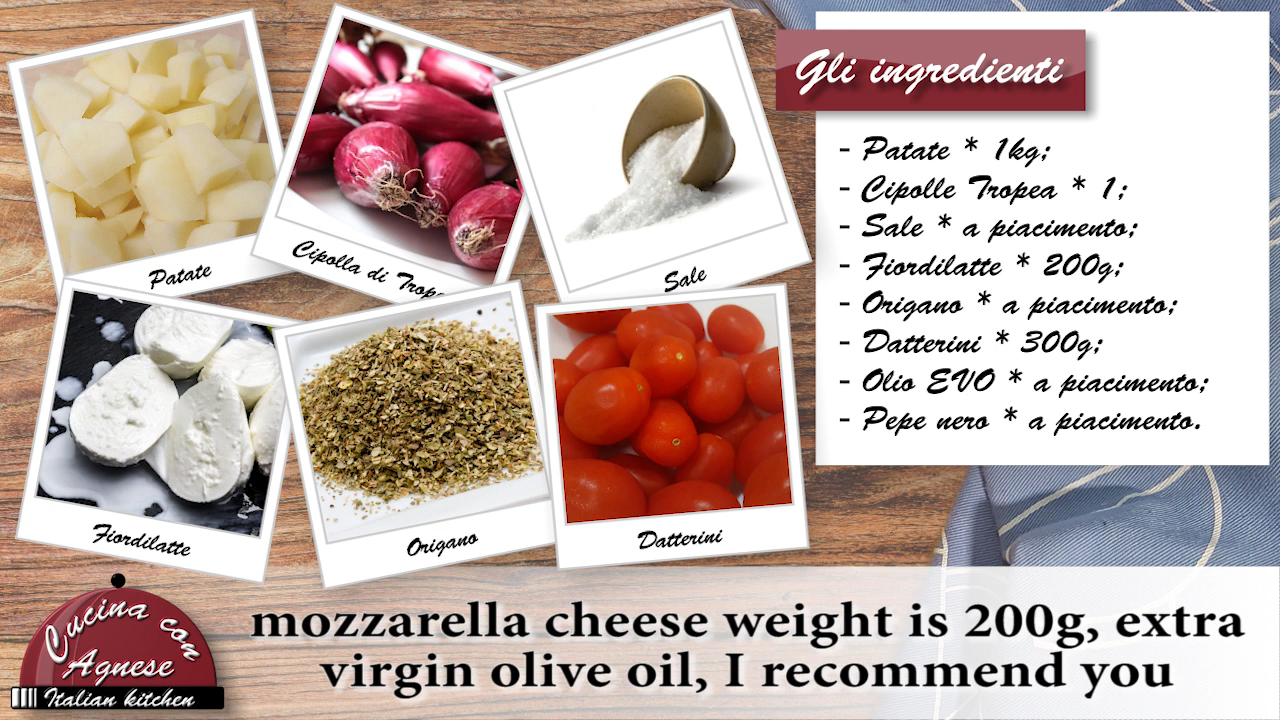 Gli ingredienti
- Patate * 1kg;
- Cipolle Tropea * 1;
- Sale * a piacimento;
- Fiordilatte * 200g;
- Origano * a piacimento;
- Datterini * 300g;
- Olio EVO * a piacimento;
- Pepe nero * a piacimento.
Patate
Cipolla di Trope
Sale
Fiordilatte
Origano
Datterini
Cucina con
Agnese
Italian kitchen
mozzarella cheese weight is 200g, extra
virgin olive oil, I recommend you